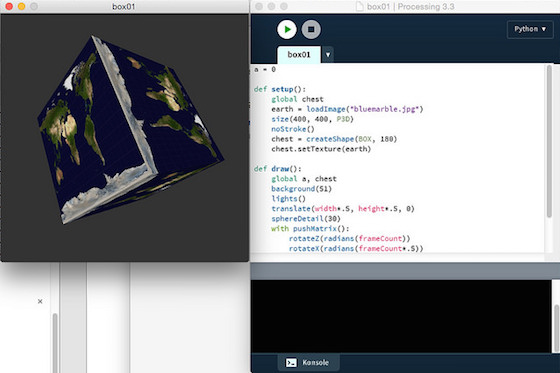 box01
box01 | Processing 3.3
Python ▾
box01 ▾
a = 0
def setup():
    global chest
    earth = loadImage("bluemarble.jpg")
    size(400, 400, P3D)
    noStroke()
    chest = createShape(BOX, 180)
    chest.setTexture(earth)
def draw():
    global a, chest
    background(51)
    lights()
    translate(width*.5, height*.5, 0)
    sphereDetail(30)
    with pushMatrix():
        rotateZ(radians(frameCount))
        rotateX(radians(frameCount*.5))
Konsole